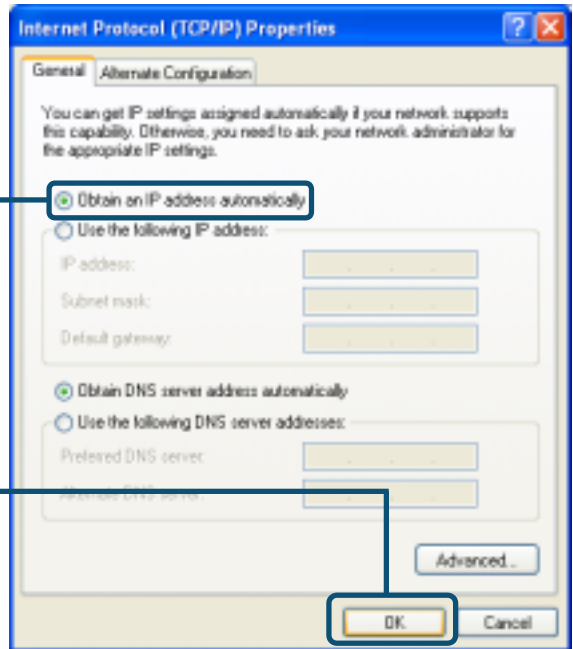 Internet Protocol (TCP/IP) Properties
General
Alternate Configuration
You can get IP settings assigned automatically if your network supports
this capability. Otherwise, you need to ask your network administrator for
the appropriate IP settings.
Obtain an IP address automatically
Use the following IP address:
IP address:
Subnet mask:
Default gateway:
Obtain DNS server address automatically
Use the following DNS server addresses:
Preferred DNS server:
Alternate DNS server:
Advanced...
OK
Cancel